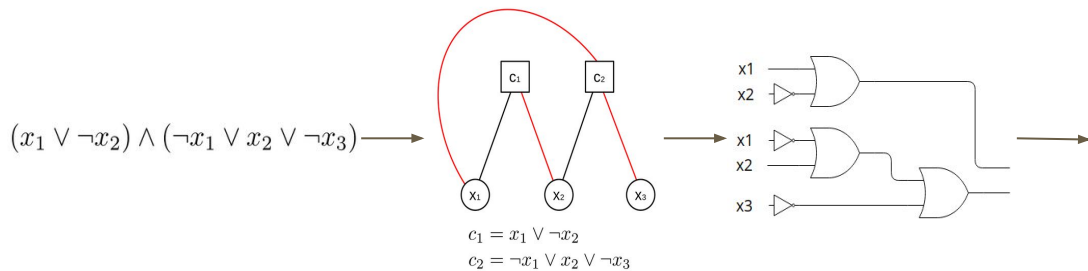 (x₁ ∨ ¬x₂) ∧ (¬x₁ ∨ x₂ ∨ ¬x₃)
c₁ c₂
x₁ x₂ x₃
c₁ = x₁ ∨ ¬x₂
c₂ = ¬x₁ ∨ x₂ ∨ ¬x₃
x1
x2
x1
x2
x3